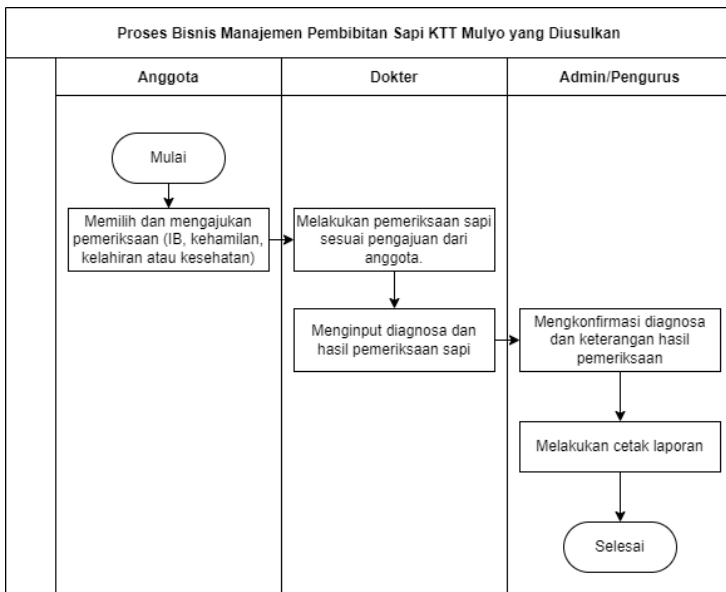 Proses Bisnis Manajemen Pembibitan Sapi KTT Mulyo yang Diusulkan
Anggota
Dokter
Admin/Pengurus
Mulai
Memilih dan mengajukan
pemeriksaan (IB, kehamilan,
kelahiran atau kesehatan)
Melakukan pemeriksaan sapi
sesuai pengajuan dari
anggota.
Menginput diagnosa dan
hasil pemeriksaan sapi
Mengkonfirmasi diagnosa
dan keterangan hasil
pemeriksaan
Melakukan cetak laporan
Selesai